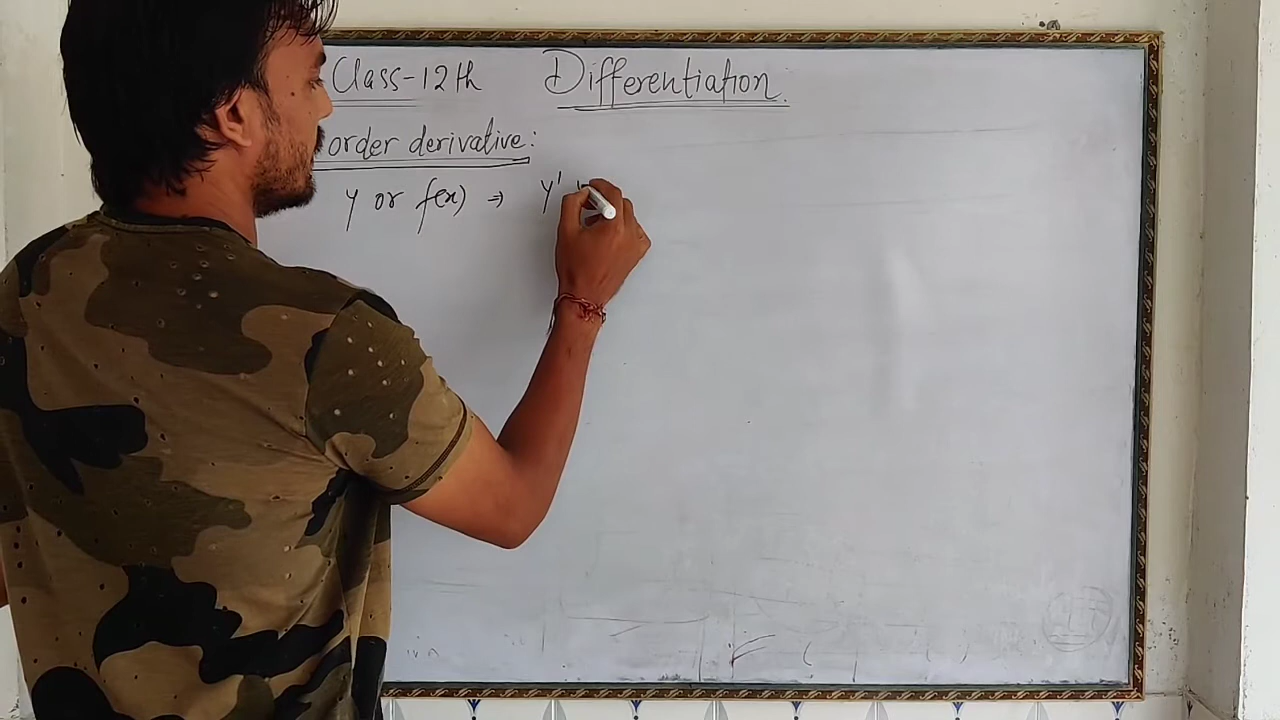 Class-12th Differentiation.
order derivative:
y or f(x) ⇒ y'